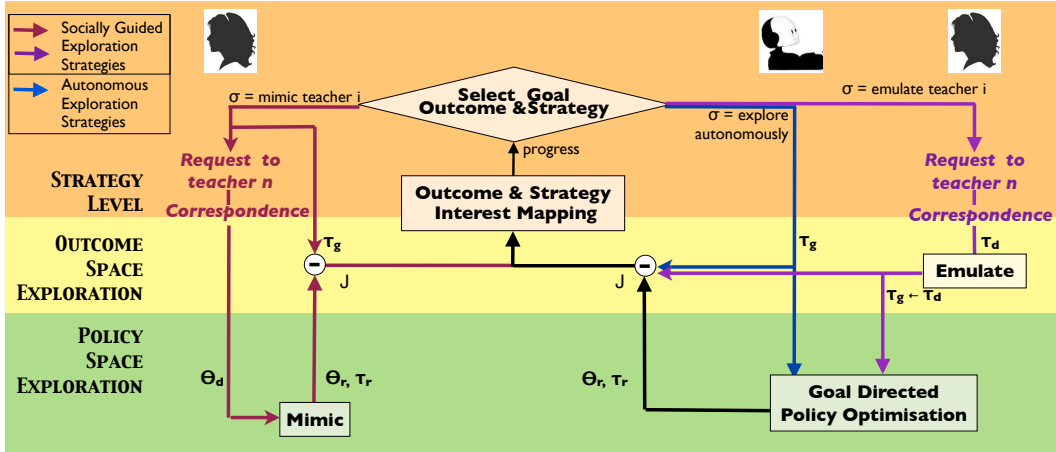 Socially Guided
Exploration
Strategies
Autonomous
Exploration
Strategies
σ = mimic teacher i
Select Goal
Outcome &Strategy
σ = emulate teacher i
σ = explore
autonomously
progress
Request to
teacher n
Correspondence
Outcome & Strategy
Interest Mapping
Request to
teacher n
Correspondence
STRATEGY
LEVEL
OUTCOME
SPACE
EXPLORATION
τg
-
J
J
-
τg
τd
Emulate
τg ← τd
POLICY
SPACE
EXPLORATION
Θd
Θr, τr
Mimic
Θr, τr
Goal Directed
Policy Optimisation